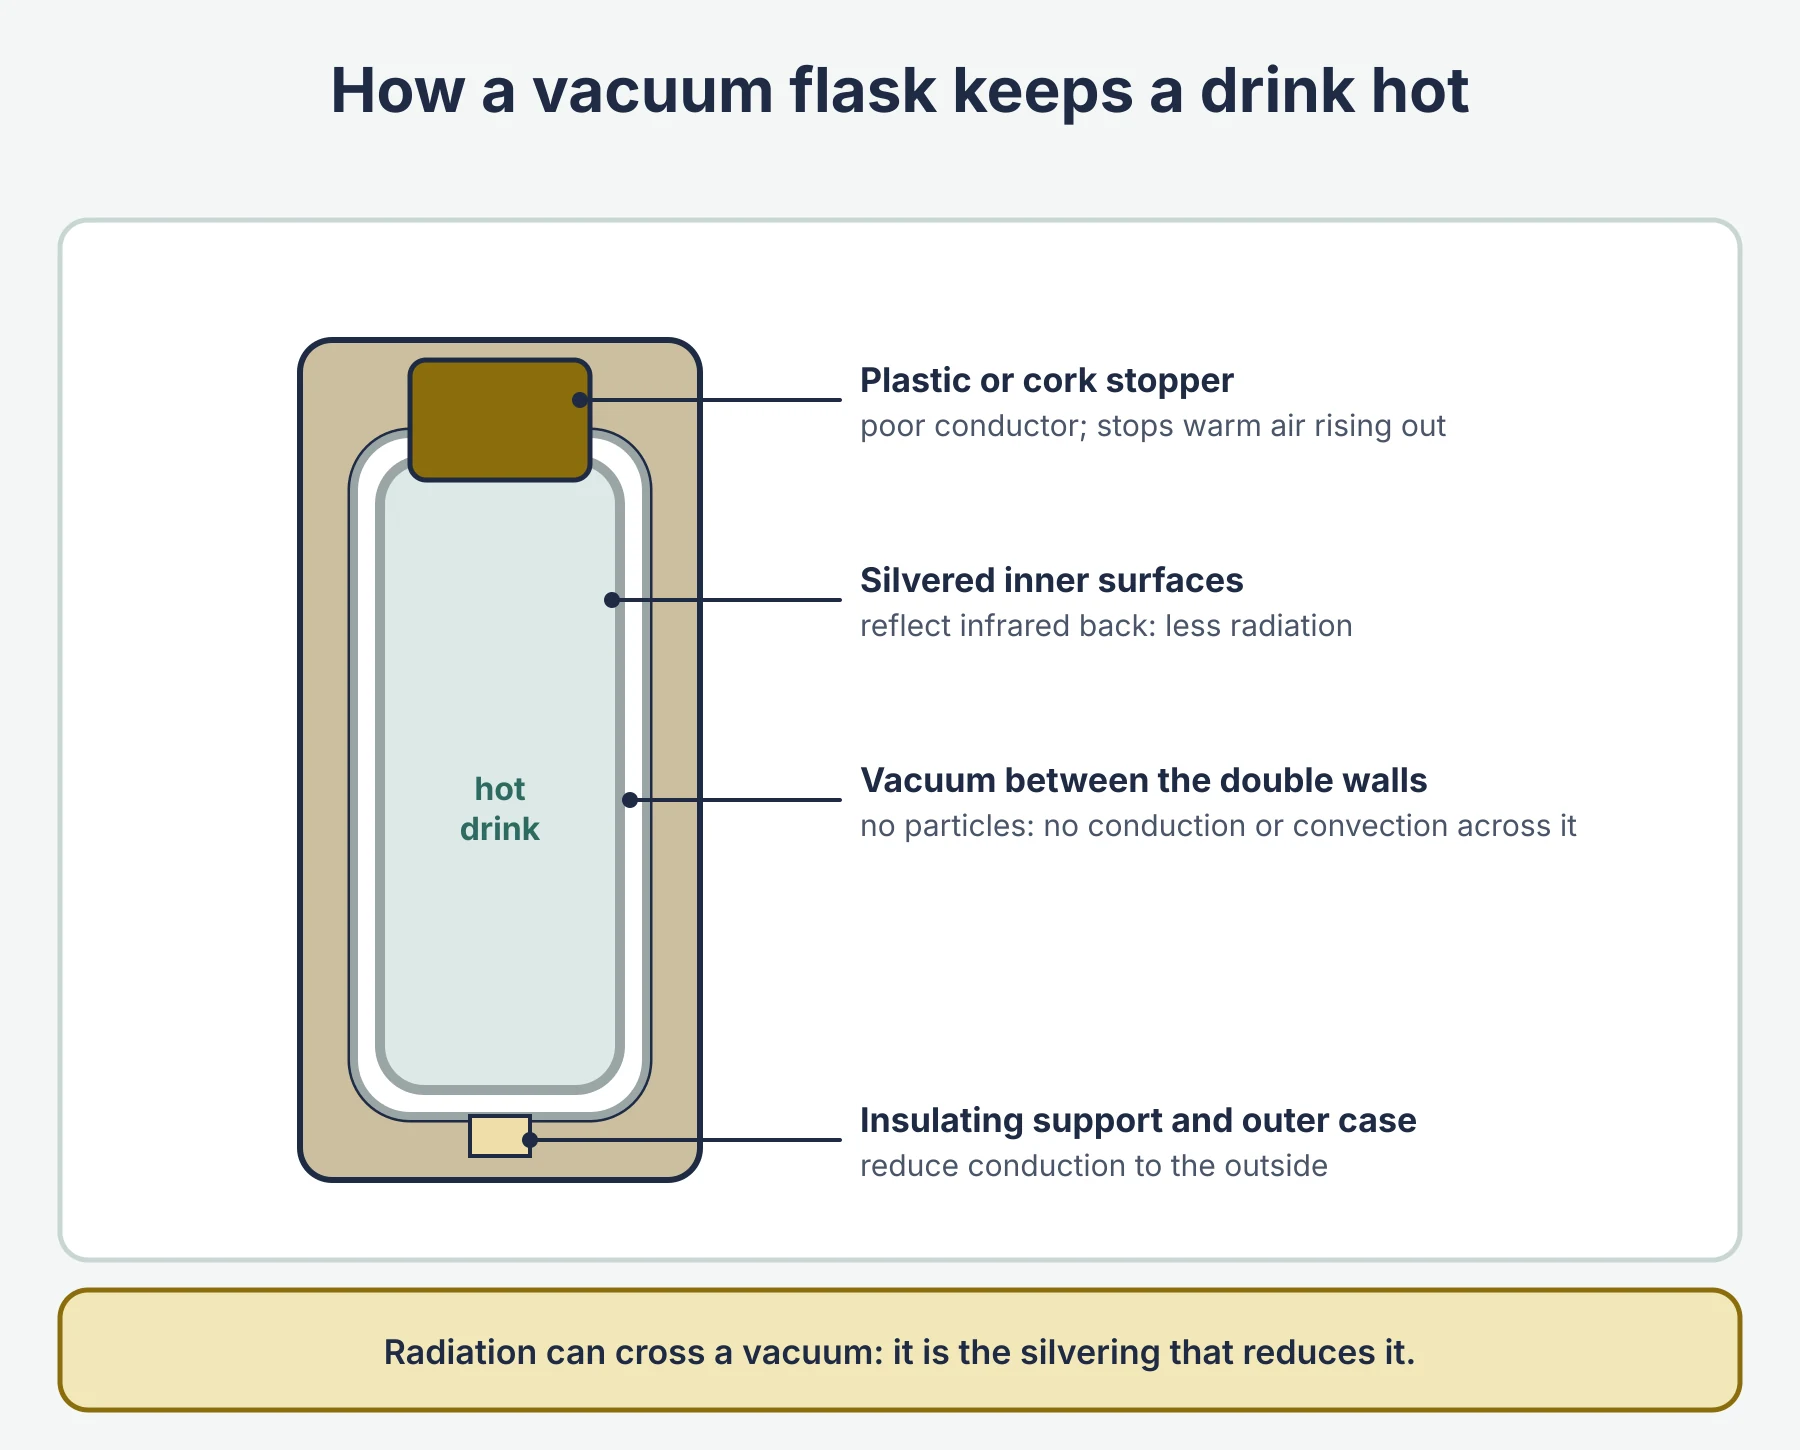 How a vacuum flask keeps a drink hot
Plastic or cork stopper
poor conductor; stops warm air rising out
Silvered inner surfaces
reflect infrared back: less radiation
hot
drink
Vacuum between the double walls
no particles: no conduction or convection across it
Insulating support and outer case
reduce conduction to the outside
Radiation can cross a vacuum: it is the silvering that reduces it.